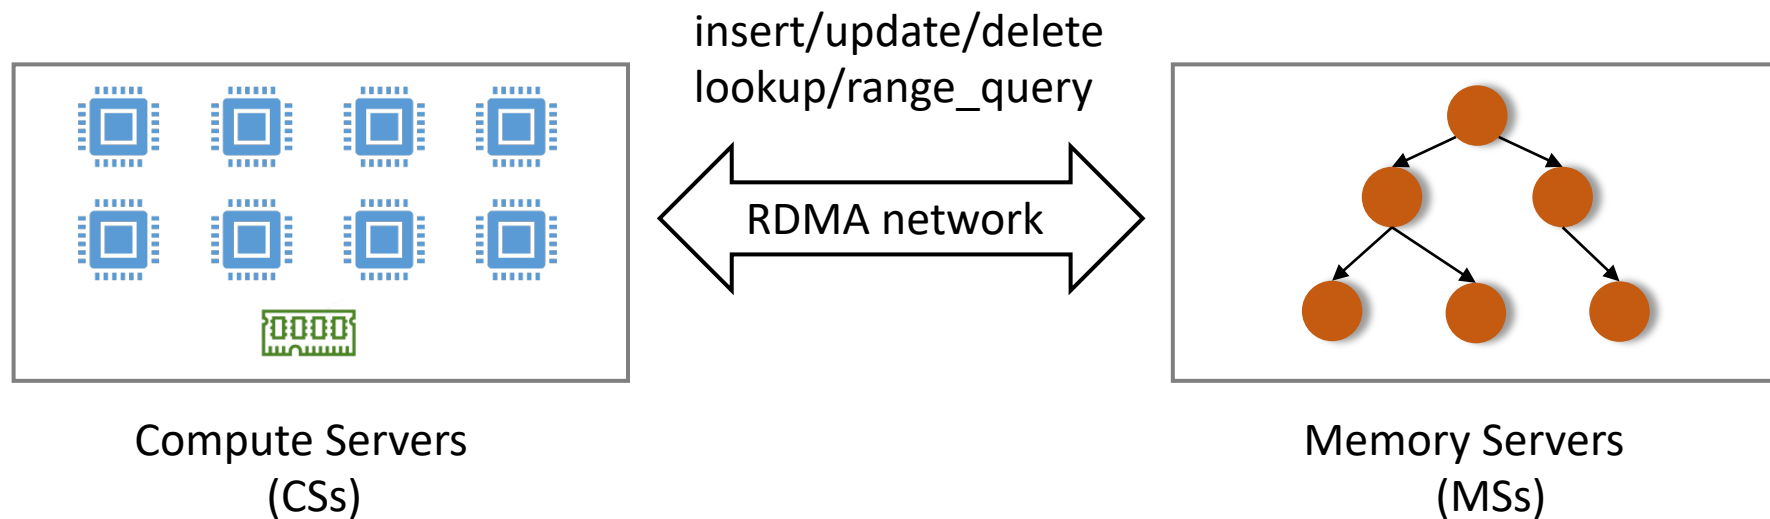 insert/update/delete
lookup/range_query
RDMA network
Compute Servers
(CSs)
Memory Servers
(MSs)